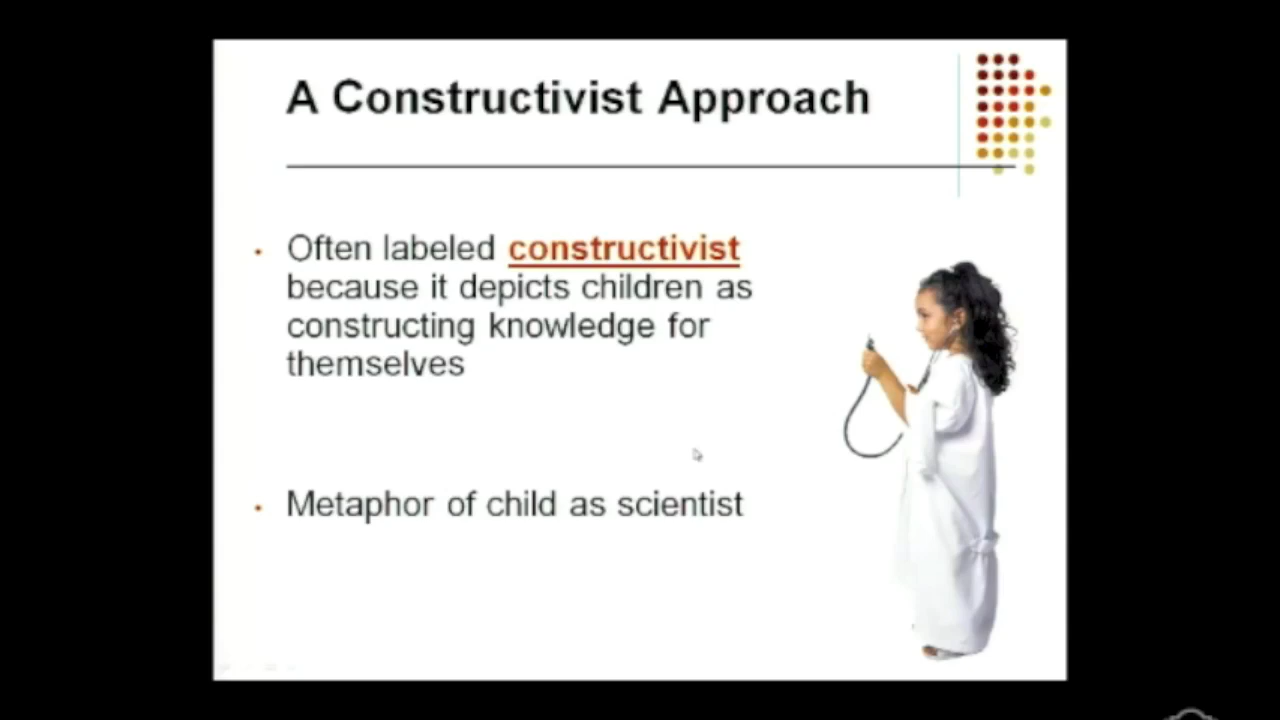 A Constructivist Approach
• Often labeled constructivist
because it depicts children as
constructing knowledge for
themselves
• Metaphor of child as scientist